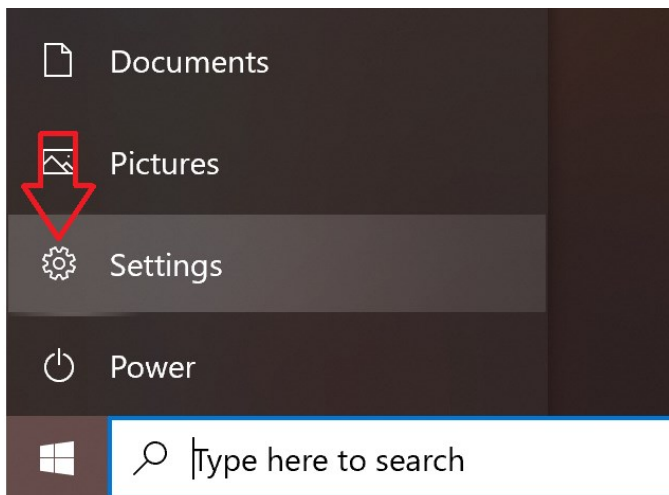 Documents
Pictures
Settings
Power
Type here to search